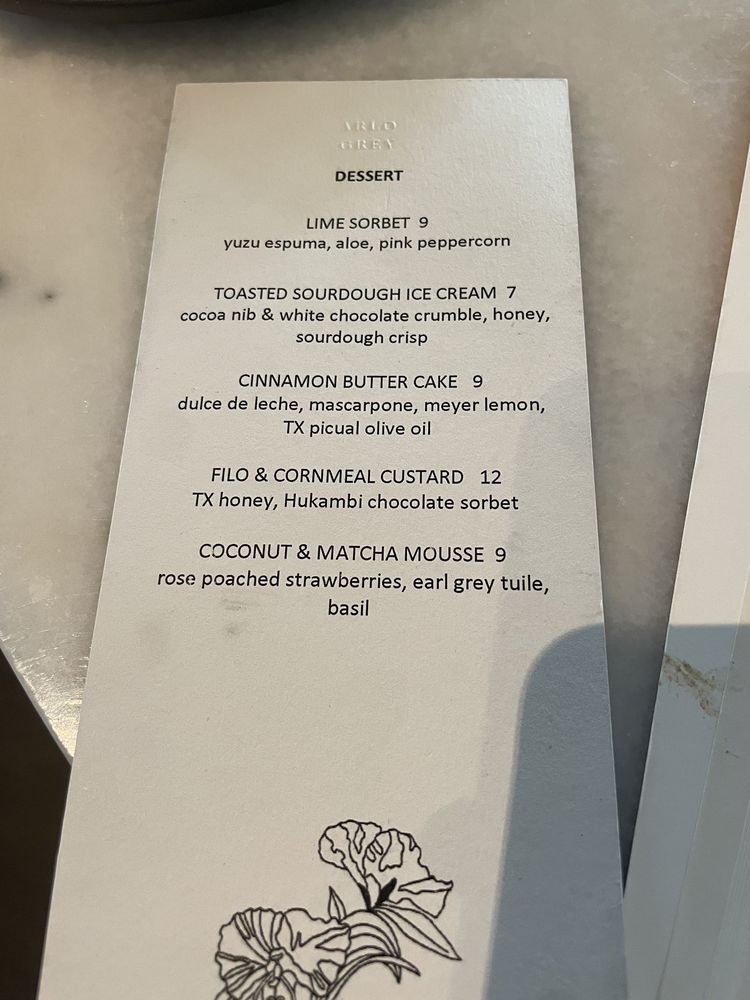 ARLO
GREY
DESSERT
LIME SORBET 9
yuzu espuma, aloe, pink peppercorn
TOASTED SOURDOUGH ICE CREAM 7
cocoa nib & white chocolate crumble, honey,
sourdough crisp
CINNAMON BUTTER CAKE 9
dulce de leche, mascarpone, meyer lemon,
TX picual olive oil
FILO & CORNMEAL CUSTARD 12
TX honey, Hukambi chocolate sorbet
COCONUT & MATCHA MOUSSE 9
rose poached strawberries, earl grey tuile,
basil